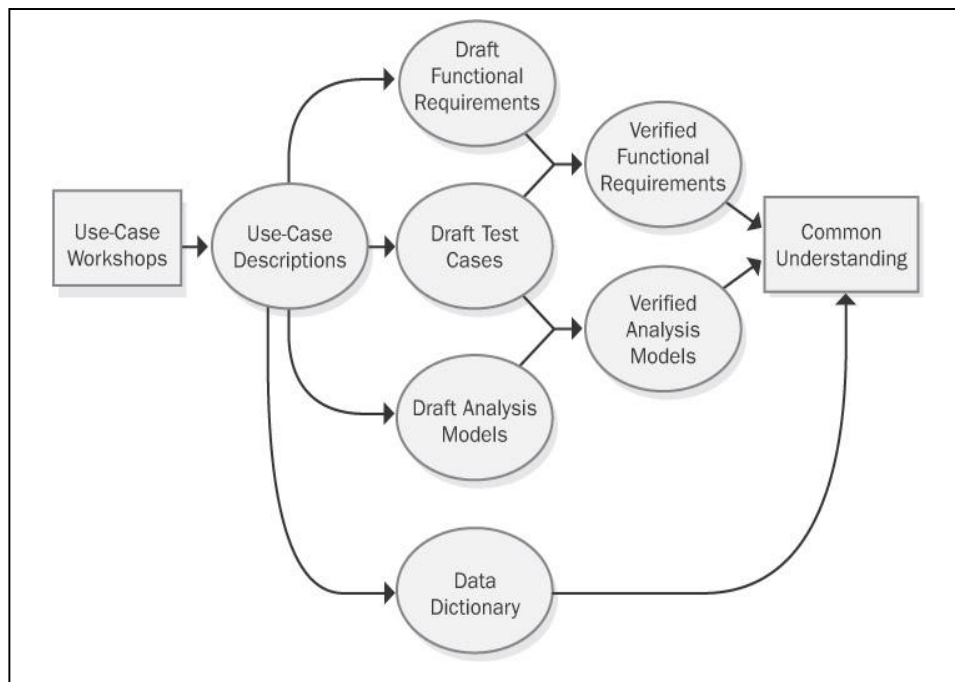 Use-Case
Workshops
Use-Case
Descriptions
Draft
Functional
Requirements
Draft Test
Cases
Draft Analysis
Models
Data
Dictionary
Verified
Functional
Requirements
Verified
Analysis
Models
Common
Understanding